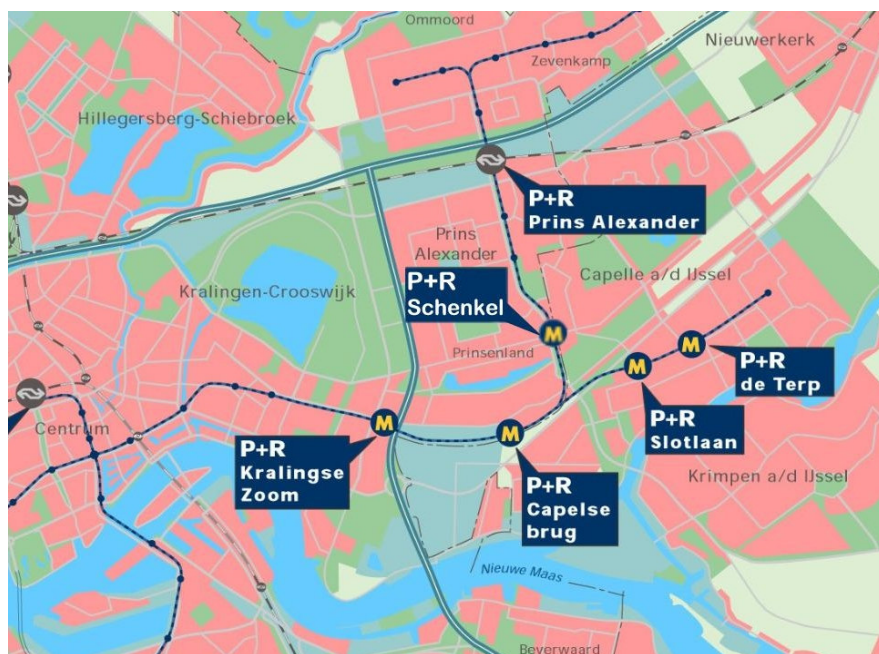 Ommoord
Nieuwerkerk
Zevenkamp
Hillegersberg-Schiebroek
P+R
Prins Alexander
Prins
Alexander
Capelle a/d IJssel
P+R
Schenkel
Kralingen-Crooswijk
M
Prinsenland
M
M
P+R
de Terp
P+R
Slotlaan
M
M
Centrum
P+R
Kralingse
Zoom
P+R
Capelse
brug
Krimpen a/d IJssel
Nieuwe Maas
Beverwaard